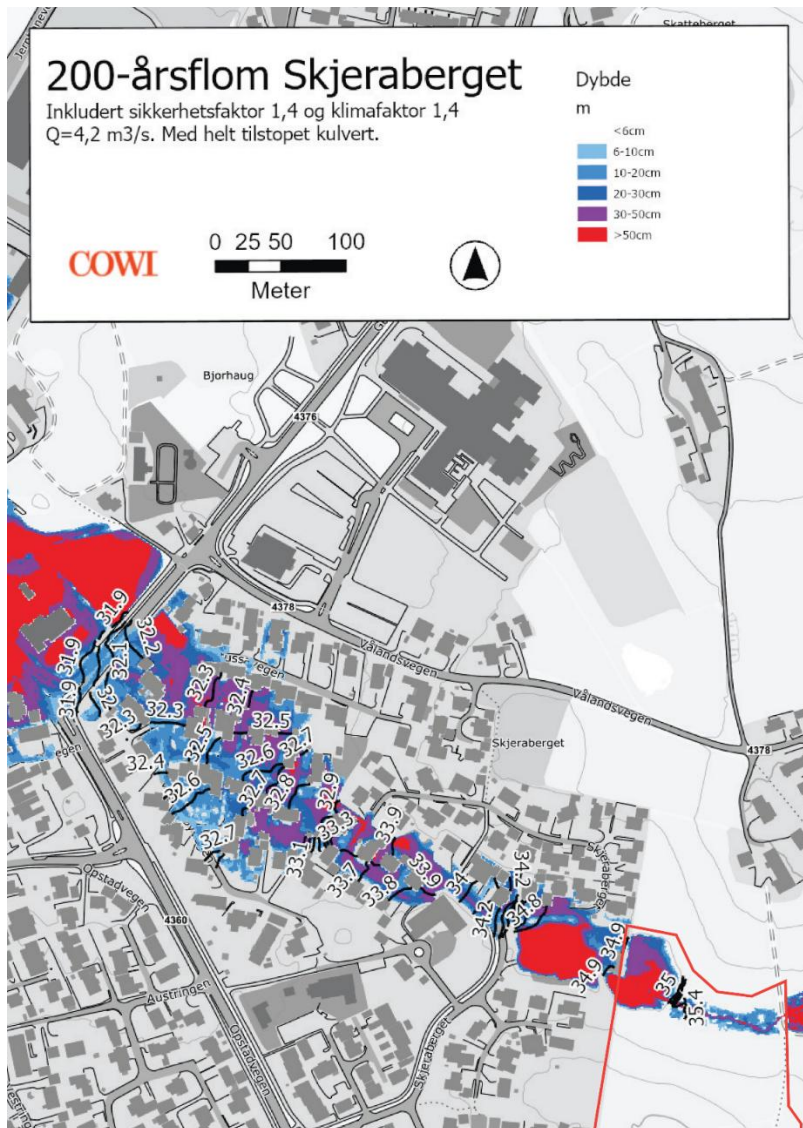 Skatteberget
200-årsflom Skjeraberget
Inkludert sikkerhetsfaktor 1,4 og klimafaktor 1,4
Q=4,2 m3/s. Med helt tilstopet kulvert.
Dybde
m
<6cm
6-10cm
10-20cm
20-30cm
30-50cm
>50cm
COWI
0 25 50 100
Meter
Bjorhaug
4376
4378
Vålandsvegen
Vålandsvegen
4378
Skjeraberget
Skjeraberget
31.9
31.9
31.9
32.2
32.1
32.3
32.4
32.3
32.3
32.5
32.5
32.6
32.7
32.4
32.6
32.7
32.8
32.9
32.7
33.1
33.3
33.9
33.7
33.8
33.9
34
34.2
34.2
34.8
34.9
34.9
35
35.4
egen
Opstadvegen
4360
Austringen
Opstadvegen
Skjeraberget